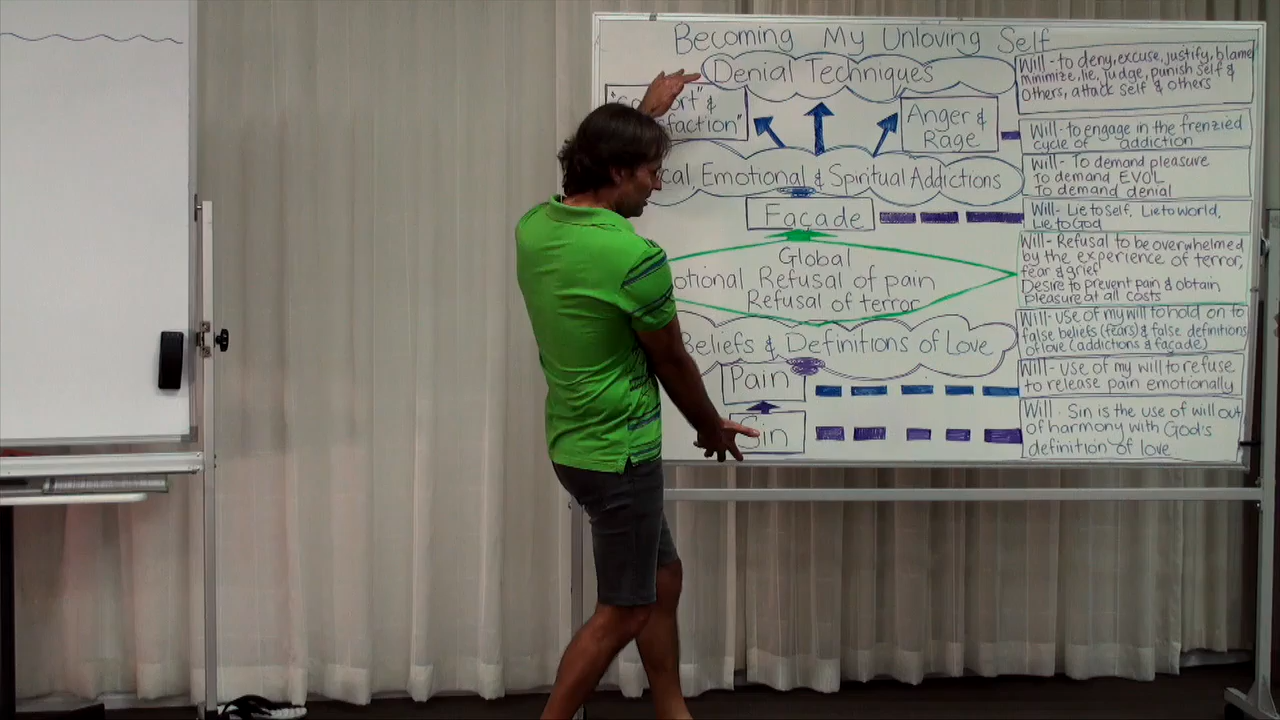 Becoming My Unloving Self
Denial Techniques
Will - to deny, excuse, justify, blame
minimize, lie, judge, punish self &
others, attack self & others
" &
faction"
Anger &
Rage
Will - to engage in the frenzied
cycle of addiction
Emotional & Spiritual Addictions
Will - To demand pleasure
To demand EVOL
To demand denial
Façade
Will - Lie to Self, Lie to world,
Lie to God
Global
Refusal of pain
Refusal of terror
Will - Refusal to be overwhelmed
by the experience of terror,
fear & grief
Desire to prevent pain & obtain
pleasure at all costs
Beliefs & Definitions of Love
Will - use of my will to hold on to
false beliefs (fears) & false definitions
of love (addictions & façade)
Pain
Will - use of my will to refuse
to release pain emotionally
Sin
Will - Sin is the use of will out
of harmony with God's
definition of love